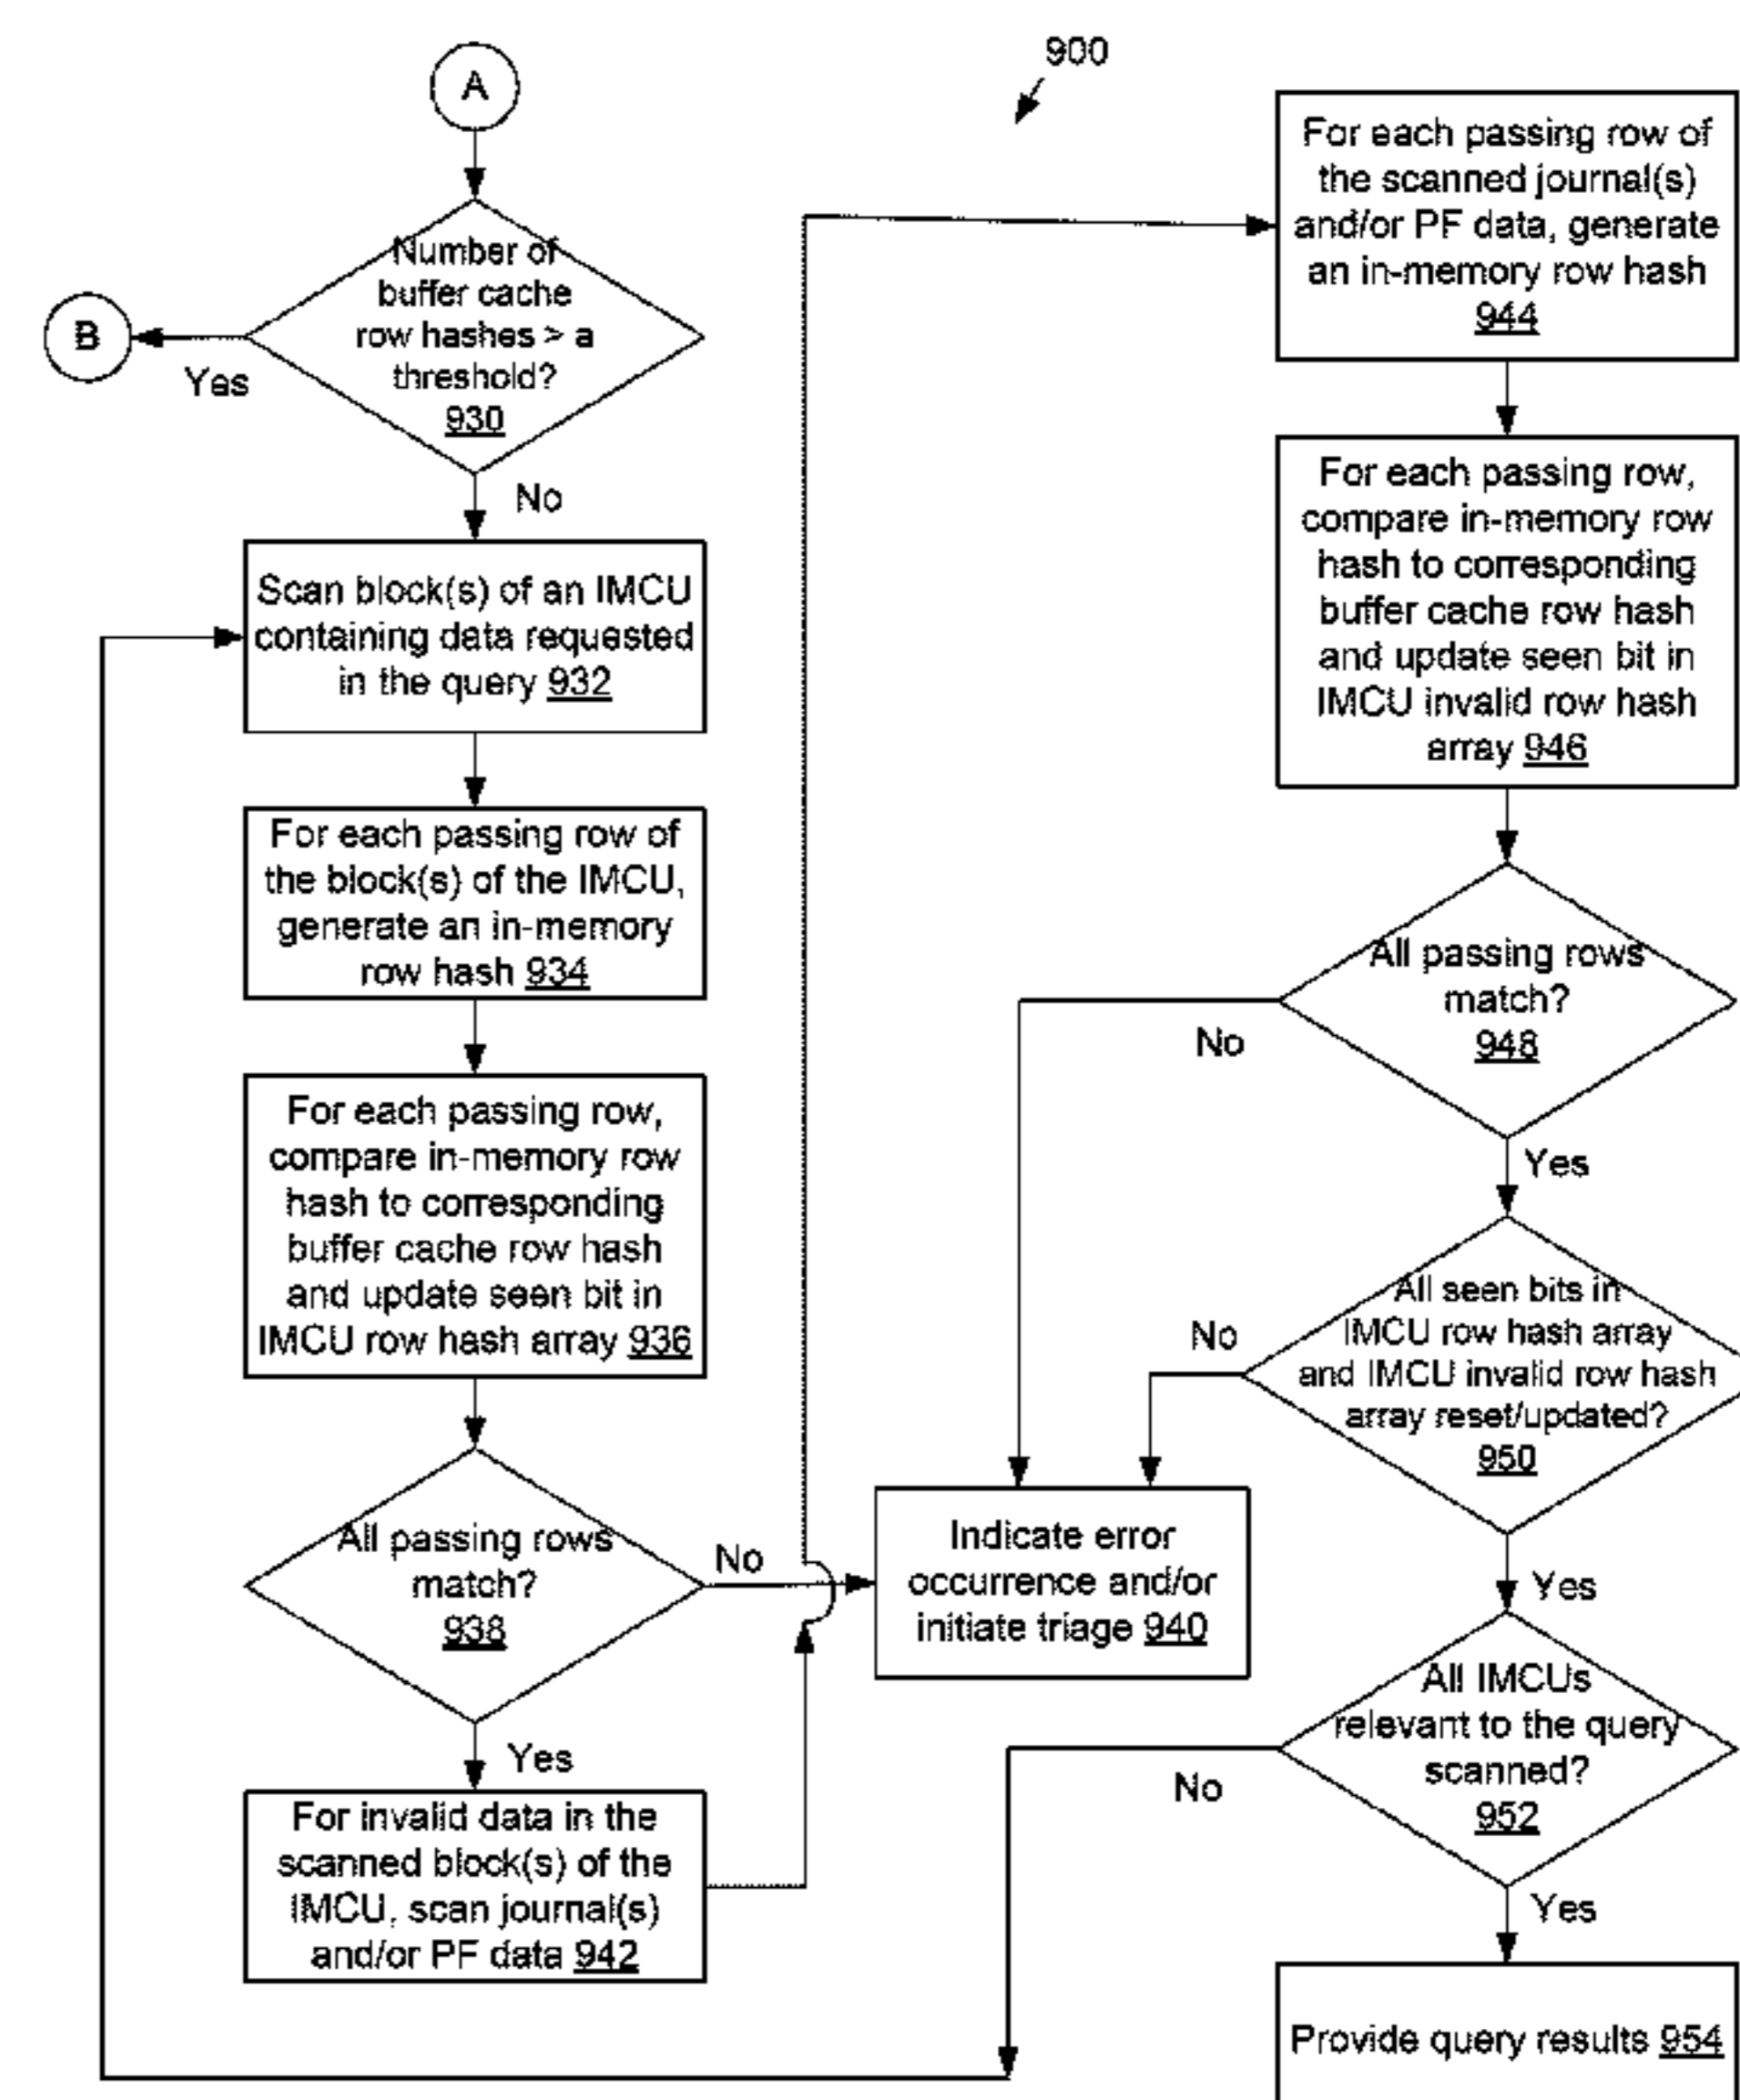 900
A
Number of
buffer cache
row hashes > a
threshold?
930
B
Yes
No
Scan block(s) of an IMCU
containing data requested
in the query 932
For each passing row of
the block(s) of the IMCU,
generate an in-memory
row hash 934
For each passing row,
compare in-memory row
hash to corresponding
buffer cache row hash
and update seen bit in
IMCU row hash array 936
All passing rows
match?
938
No
Yes
Indicate error
occurrence and/or
initiate triage 940
For invalid data in the
scanned block(s) of the
IMCU, scan journal(s)
and/or PF data 942
For each passing row of
the scanned journal(s)
and/or PF data, generate
an in-memory row hash
944
For each passing row,
compare in-memory row
hash to corresponding
buffer cache row hash
and update seen bit in
IMCU invalid row hash
array 946
All passing rows
match?
948
No
Yes
All seen bits in
IMCU row hash array
and IMCU invalid row hash
array reset/updated?
950
No
Yes
All IMCUs
relevant to the query
scanned?
952
No
Yes
Provide query results 954